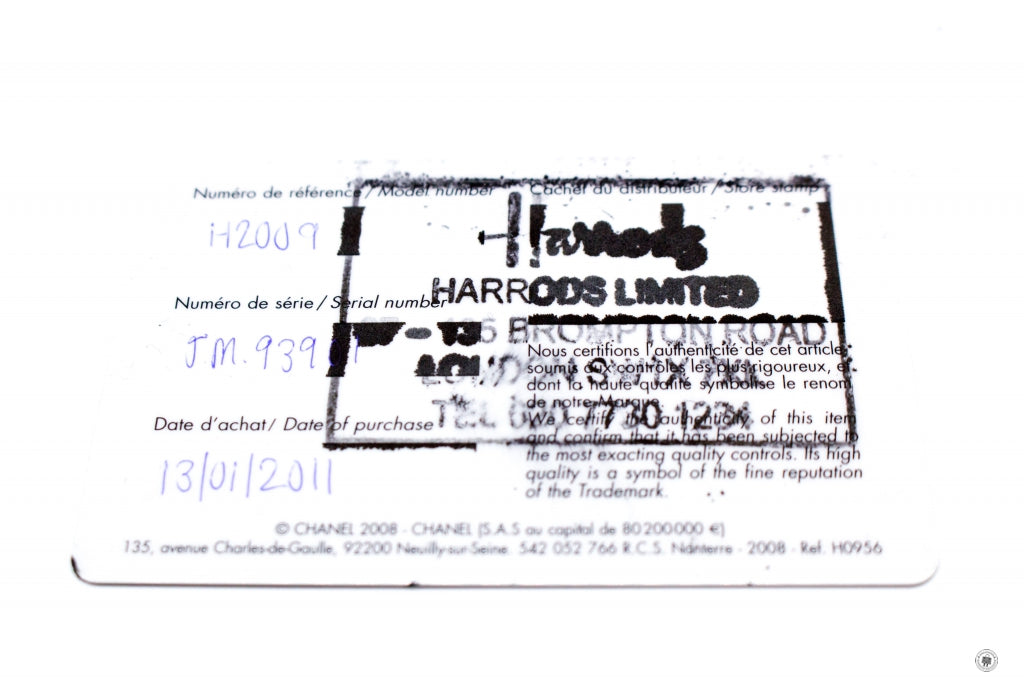 Numéro de référence / Model number
Cachet du distributeur / Store stamp
H2009
Harrods
HARRODS LIMITED
Numéro de série / Serial number
BROMPTON ROAD
J.M. 939
LONDON
Nous certifions l'authenticité de cet article,
soumis aux contrôles les plus rigoureux, et
dont la haute qualité symbolise le renom
de notre Marque.
TEL 730 1234
Date d'achat / Date of purchase
We certify the authenticity of this item
and confirm that it has been subjected to
the most exacting quality controls. Its high
quality is a symbol of the fine reputation
of the Trademark.
13/01/2011
© CHANEL 2008 - CHANEL (S.A.S au capital de 80200000 €)
135, avenue Charles-de-Gaulle, 92200 Neuilly-sur-Seine. 542 052 766 R.C.S. Nanterre - 2008 - Ref. H0956